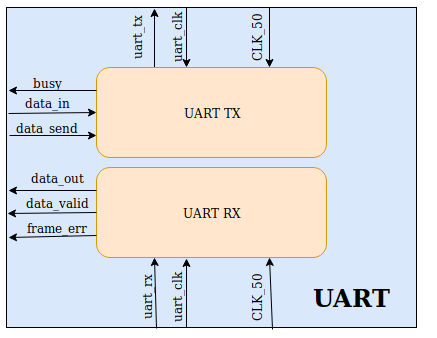 uart_tx
uart_clk
CLK_50
busy
data_in
data_send
UART TX
data_out
data_valid
frame_err
UART RX
uart_rx
uart_clk
CLK_50
UART